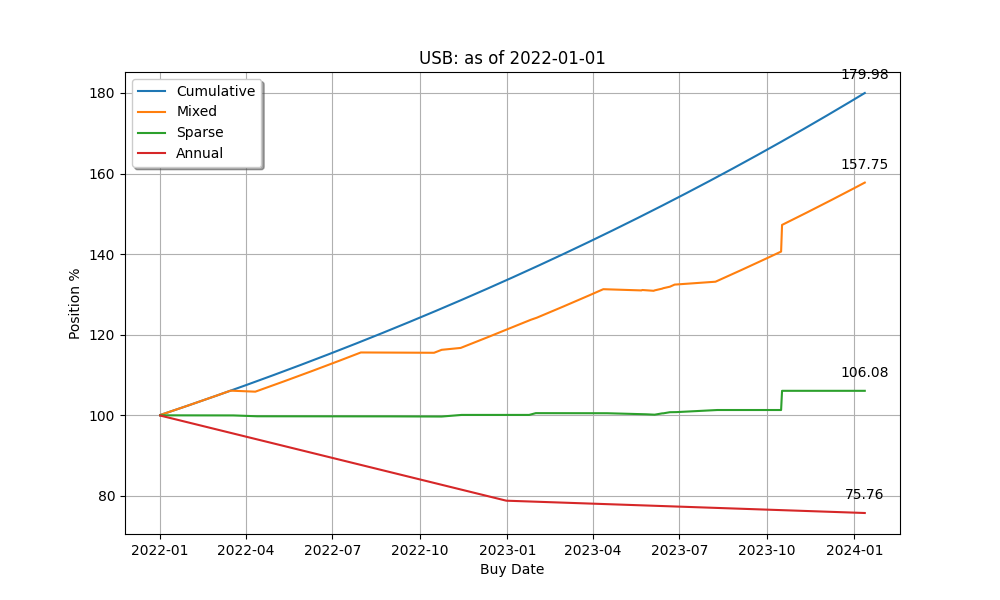 USB: as of 2022-01-01
179.98
180
Cumulative
Mixed
Sparse
Annual
157.75
160
140
120
106.08
100
75.76
80
Position %
2022-01 2022-04 2022-07 2022-10 2023-01 2023-04 2023-07 2023-10 2024-01
Buy Date